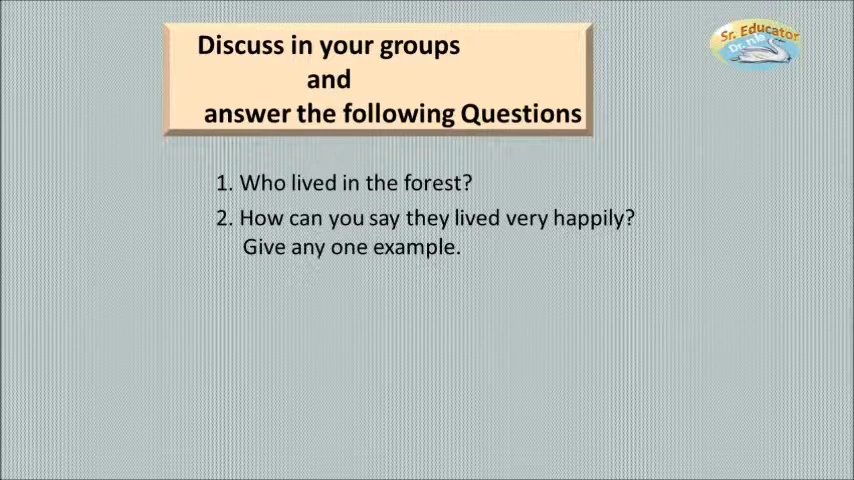 Discuss in your groups
and
answer the following Questions
Sr. Educator
1. Who lived in the forest?
2. How can you say they lived very happily?
Give any one example.